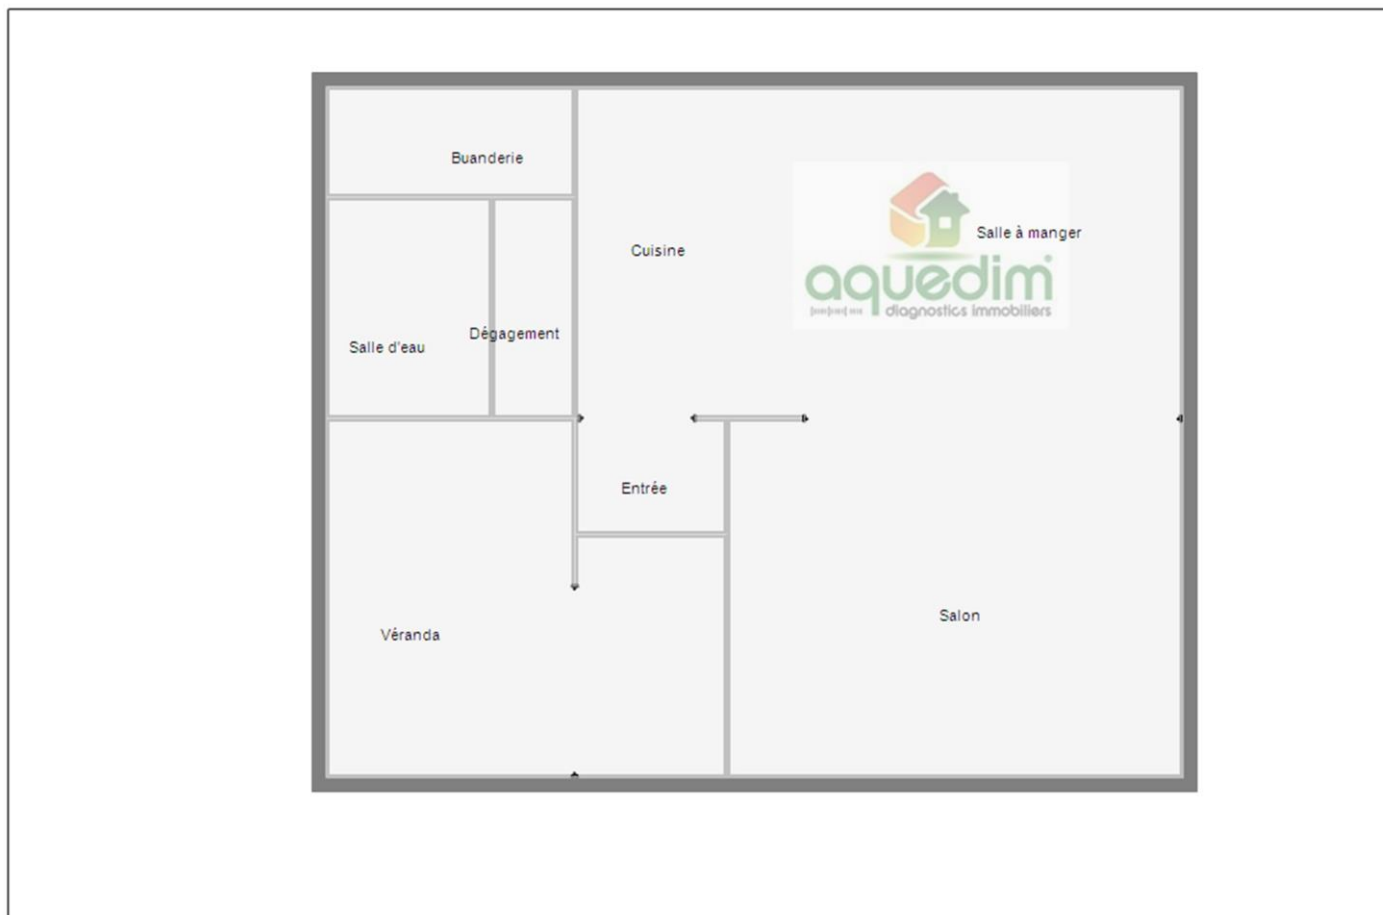 Buanderie
Salle à manger
Cuisine
aquedim
diagnostics immobiliers
Dégagement
Salle d'eau
Entrée
Salon
Véranda